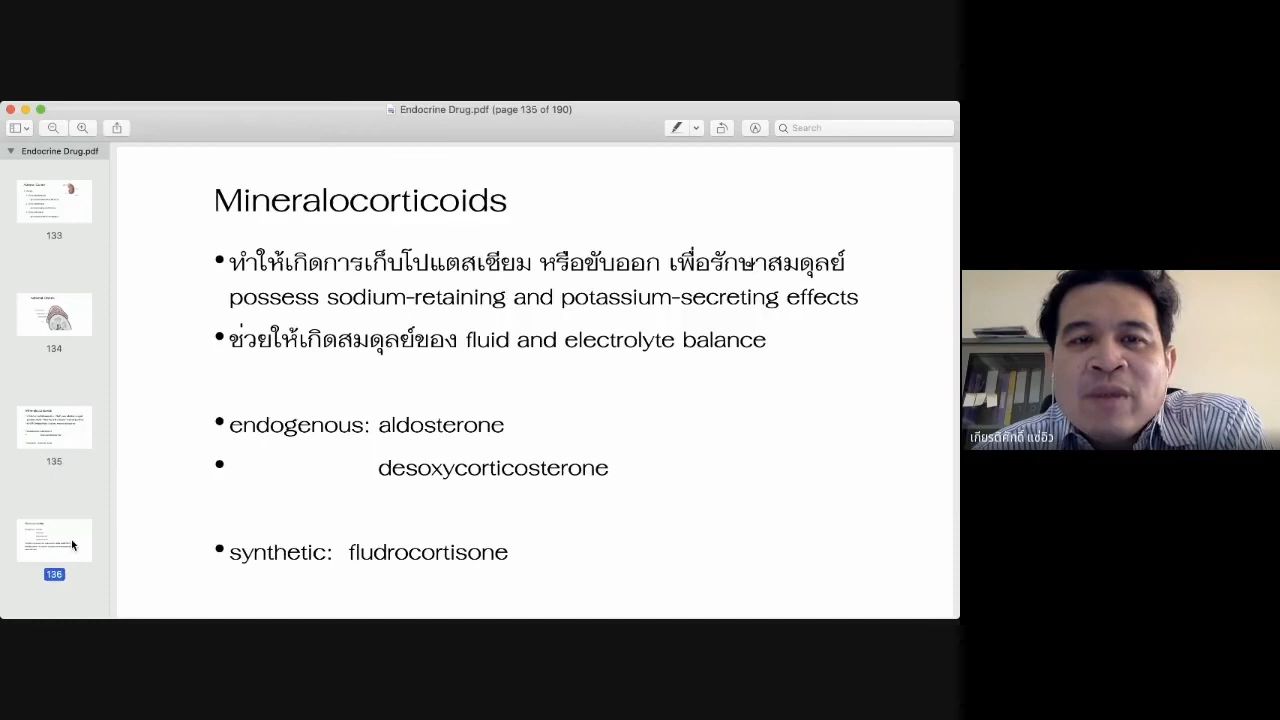 Endocrine Drug.pdf (page 135 of 190)
Search
Endocrine Drug.pdf
133
134
135
136
Mineralocorticoids
•ทำให้เกิดการเก็บโปแตสเซียม หรือขับออก เพื่อรักษาสมดุลย์
possess sodium-retaining and potassium-secreting effects
•ช่วยให้เกิดสมดุลย์ของ fluid and electrolyte balance
•endogenous: aldosterone
• desoxycorticosterone
•synthetic: fludrocortisone
เกียรติศักดิ์ แซ่อิว